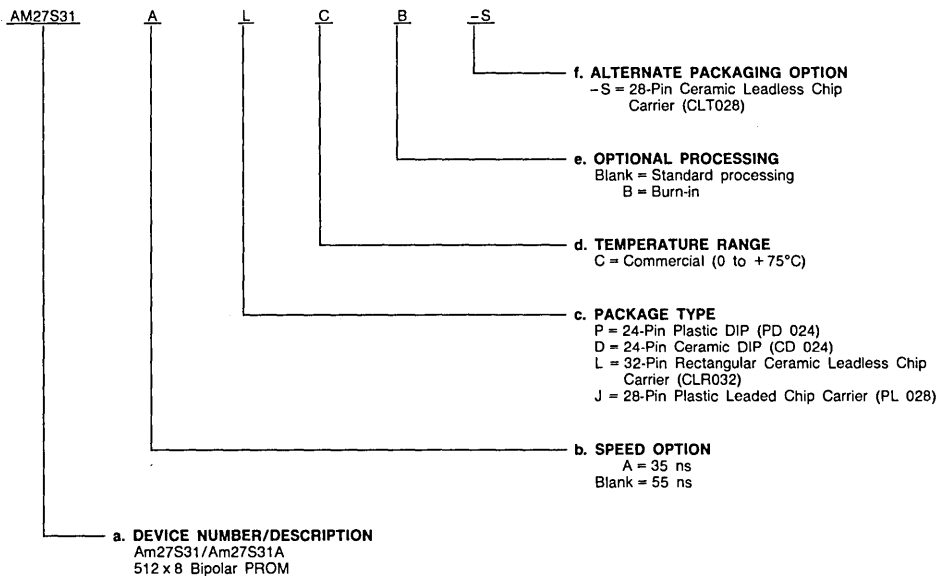 AM27S31 A L C B -S
f. ALTERNATE PACKAGING OPTION
-S = 28-Pin Ceramic Leadless Chip
Carrier (CLT028)
e. OPTIONAL PROCESSING
Blank = Standard processing
B = Burn-in
d. TEMPERATURE RANGE
C = Commercial (0 to +75°C)
c. PACKAGE TYPE
P = 24-Pin Plastic DIP (PD 024)
D = 24-Pin Ceramic DIP (CD 024)
L = 32-Pin Rectangular Ceramic Leadless Chip
Carrier (CLR032)
J = 28-Pin Plastic Leaded Chip Carrier (PL 028)
b. SPEED OPTION
A = 35 ns
Blank = 55 ns
a. DEVICE NUMBER/DESCRIPTION
Am27S31/Am27S31A
512 x 8 Bipolar PROM